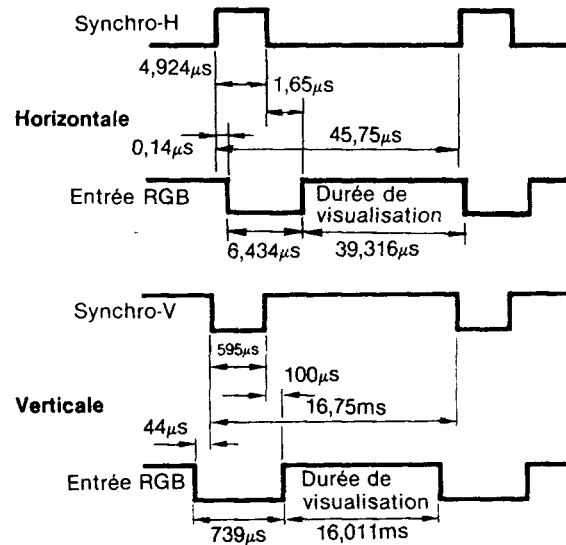 Synchro-H
4,924µs
1,65µs
Horizontale
45,75µs
0,14µs
Entrée RGB
Durée de
visualisation
6,434µs
39,316µs
Synchro-V
595µs
100µs
Verticale
16,75ms
44µs
Entrée RGB
Durée de
visualisation
739µs
16,011ms